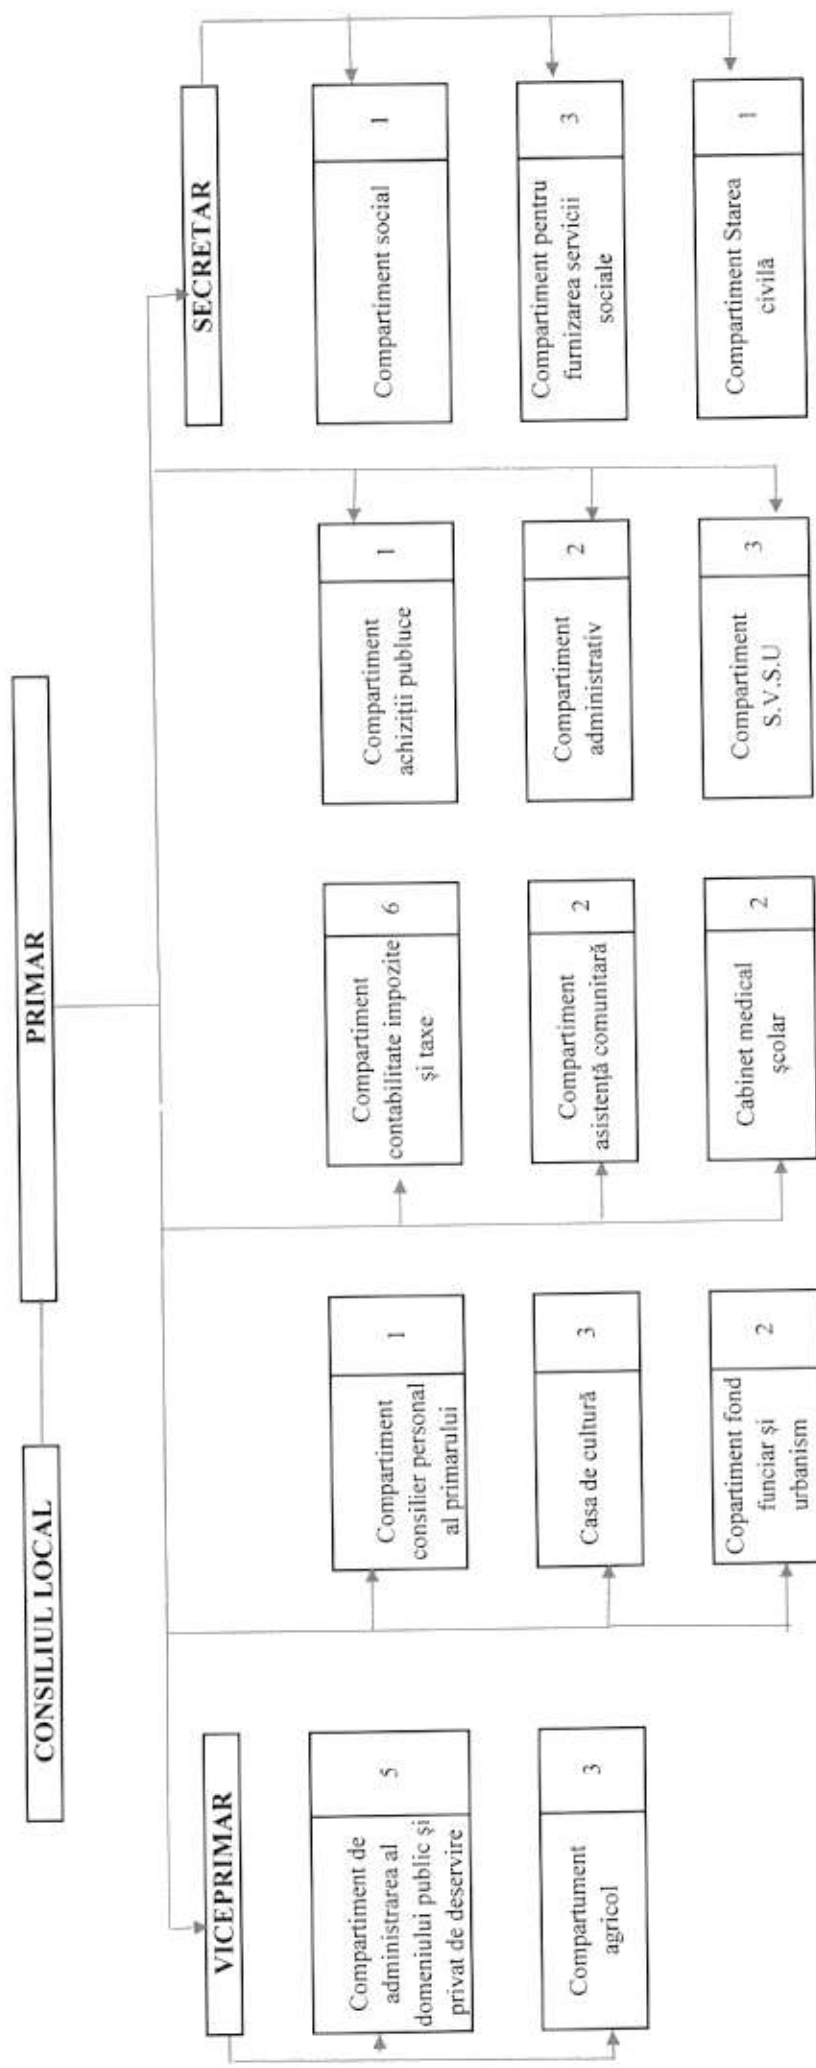 CONSILIUL LOCAL
PRIMAR
VICEPRIMAR
SECRETAR
Compartiment de
administrarea al
domeniului public și
privat de deservire
5
Compartument
agricol
3
Compartiment
consilier personal
al primarului
1
Casa de cultură
3
Copartiment fond
funciar și
urbanism
2
Compartiment
contabilitate impozite
și taxe
6
Compartiment
asistență comunitară
2
Cabinet medical
școlar
2
Compartiment
achiziții publuce
1
Compartiment
administrativ
2
Compartiment
S.V.S.U
3
Compartiment social
1
Compartiment pentru
furnizarea servicii
sociale
3
Compartiment Starea
civilă
1